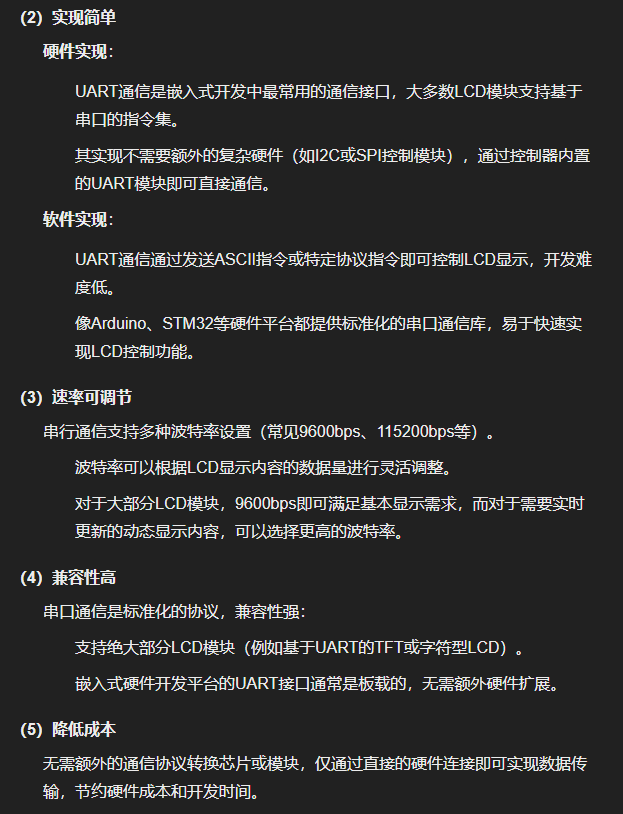 （2）实现简单
硬件实现：
UART通信是嵌入式开发中最常用的通信接口，大多数LCD模块支持基于
串口的指令集。
其实现不需要额外的复杂硬件（如I2C或SPI控制模块），通过控制器内置
的UART模块即可直接通信。
软件实现：
UART通信通过发送ASCII指令或特定协议指令即可控制LCD显示，开发难
度低。
像Arduino、STM32等硬件平台都提供标准化的串口通信库，易于快速实
现LCD控制功能。
（3）速率可调节
串行通信支持多种波特率设置（常见9600bps、115200bps等）。
波特率可以根据LCD显示内容的数据量进行灵活调整。
对于大部分LCD模块，9600bps即可满足基本显示需求，而对于需要实时
更新的动态显示内容，可以选择更高的波特率。
（4）兼容性高
串口通信是标准化的协议，兼容性强：
支持绝大部分LCD模块（例如基于UART的TFT或字符型LCD）。
嵌入式硬件开发平台的UART接口通常是板载的，无需额外硬件扩展。
（5）降低成本
无需额外的通信协议转换芯片或模块，仅通过直接的硬件连接即可实现数据传
输，节约硬件成本和开发时间。